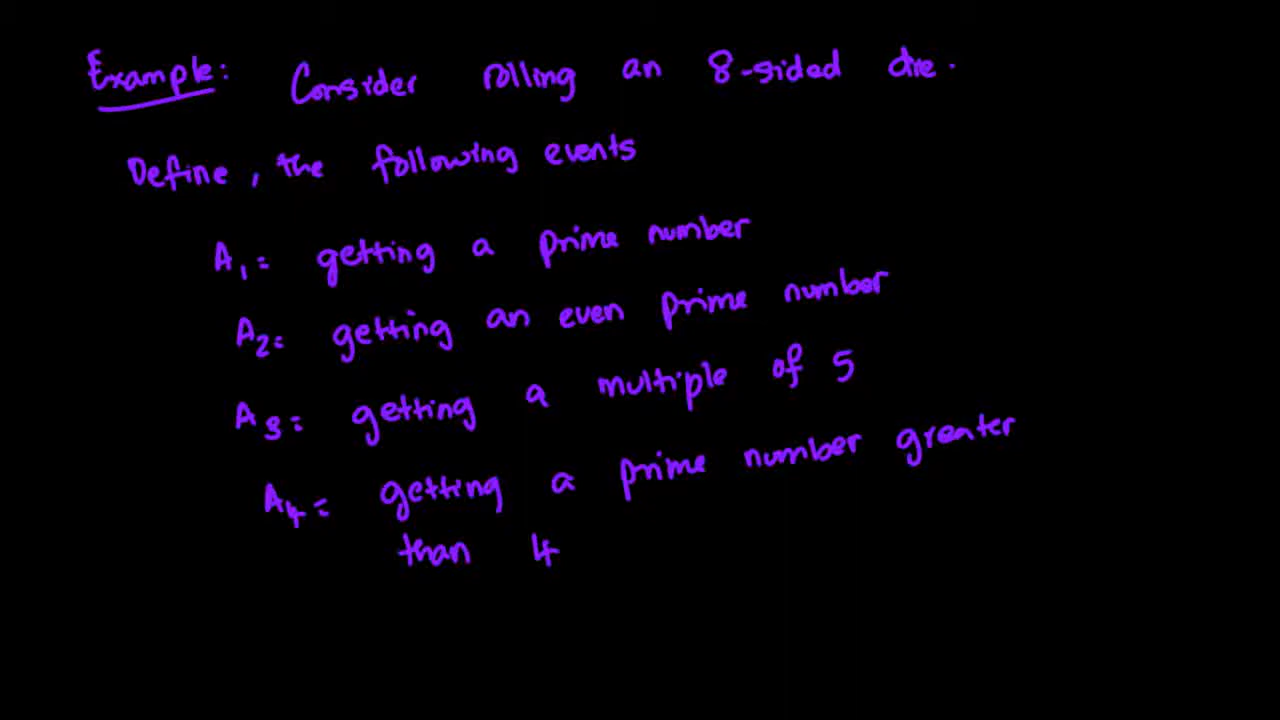 Example: Consider rolling an 8-sided die.
Define, the following events
A₁ = getting a prime number
A₂ = getting an even prime number
A₃ = getting a multiple of 5
A₄ = getting a prime number greater
than 4